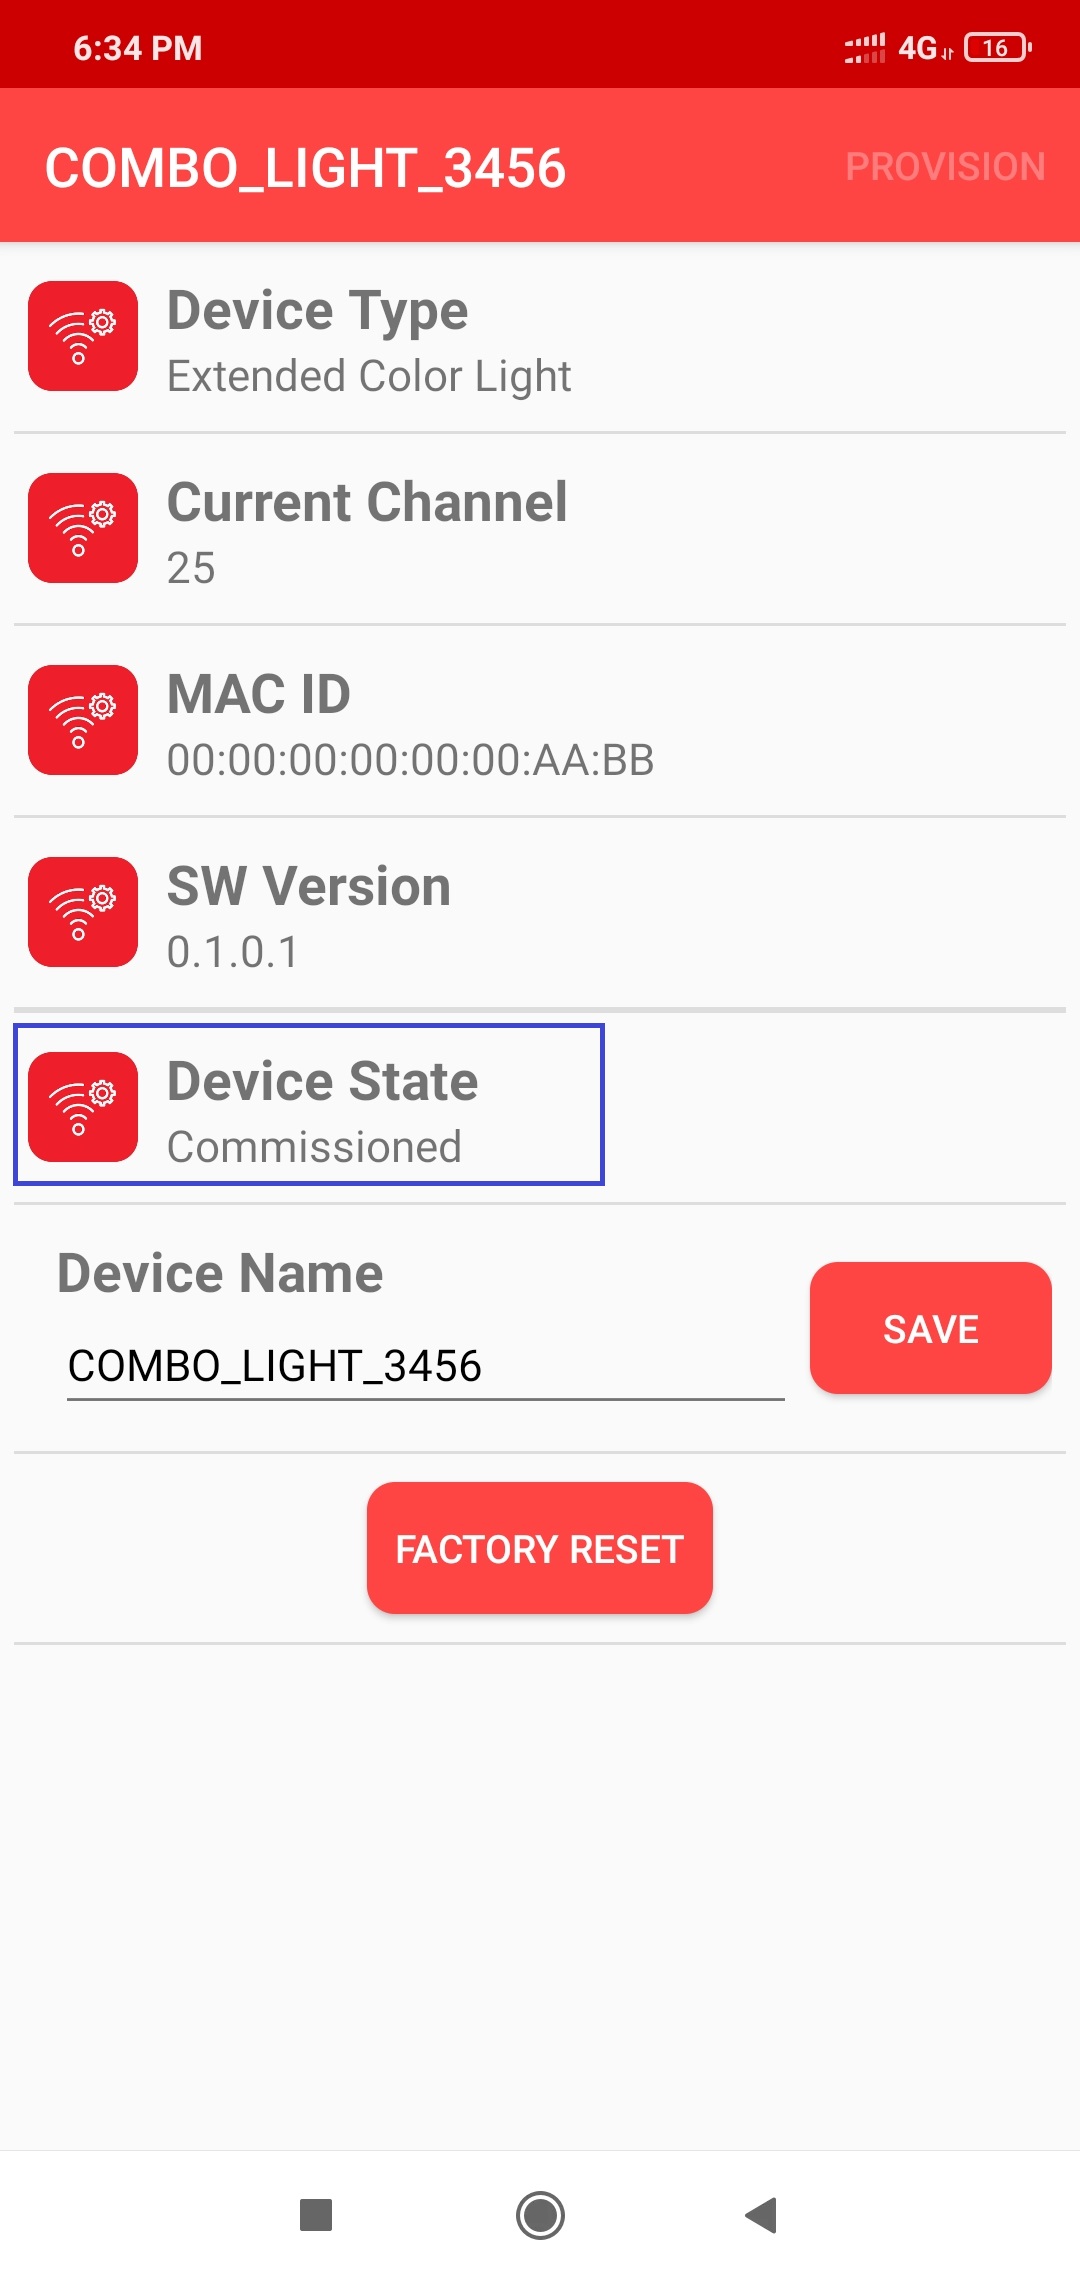 6:34 PM 4G 16
COMBO_LIGHT_3456 PROVISION
Device Type
Extended Color Light
Current Channel
25
MAC ID
00:00:00:00:00:00:AA:BB
SW Version
0.1.0.1
Device State
Commissioned
Device Name
COMBO_LIGHT_3456
SAVE
FACTORY RESET